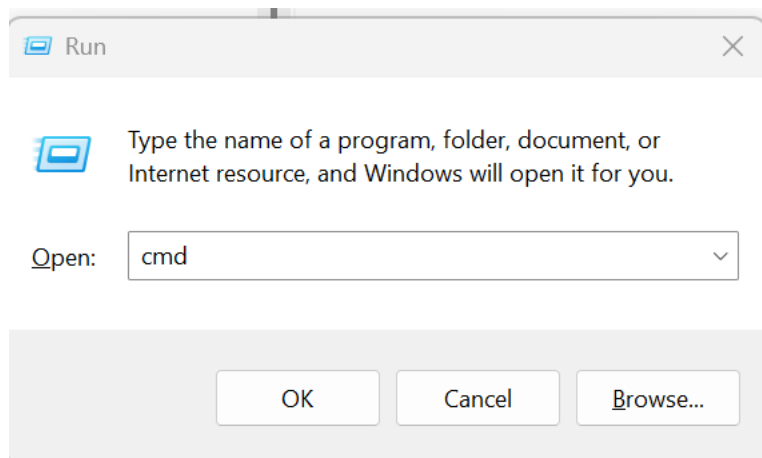 Run
Type the name of a program, folder, document, or
Internet resource, and Windows will open it for you.
Open: cmd
OK Cancel Browse...